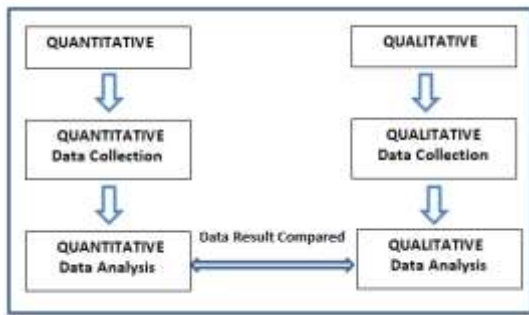 QUANTITATIVE
QUALITATIVE
QUANTITATIVE
Data Collection
QUALITATIVE
Data Collection
Data Result Compared
QUANTITATIVE
Data Analysis
QUALITATIVE
Data Analysis